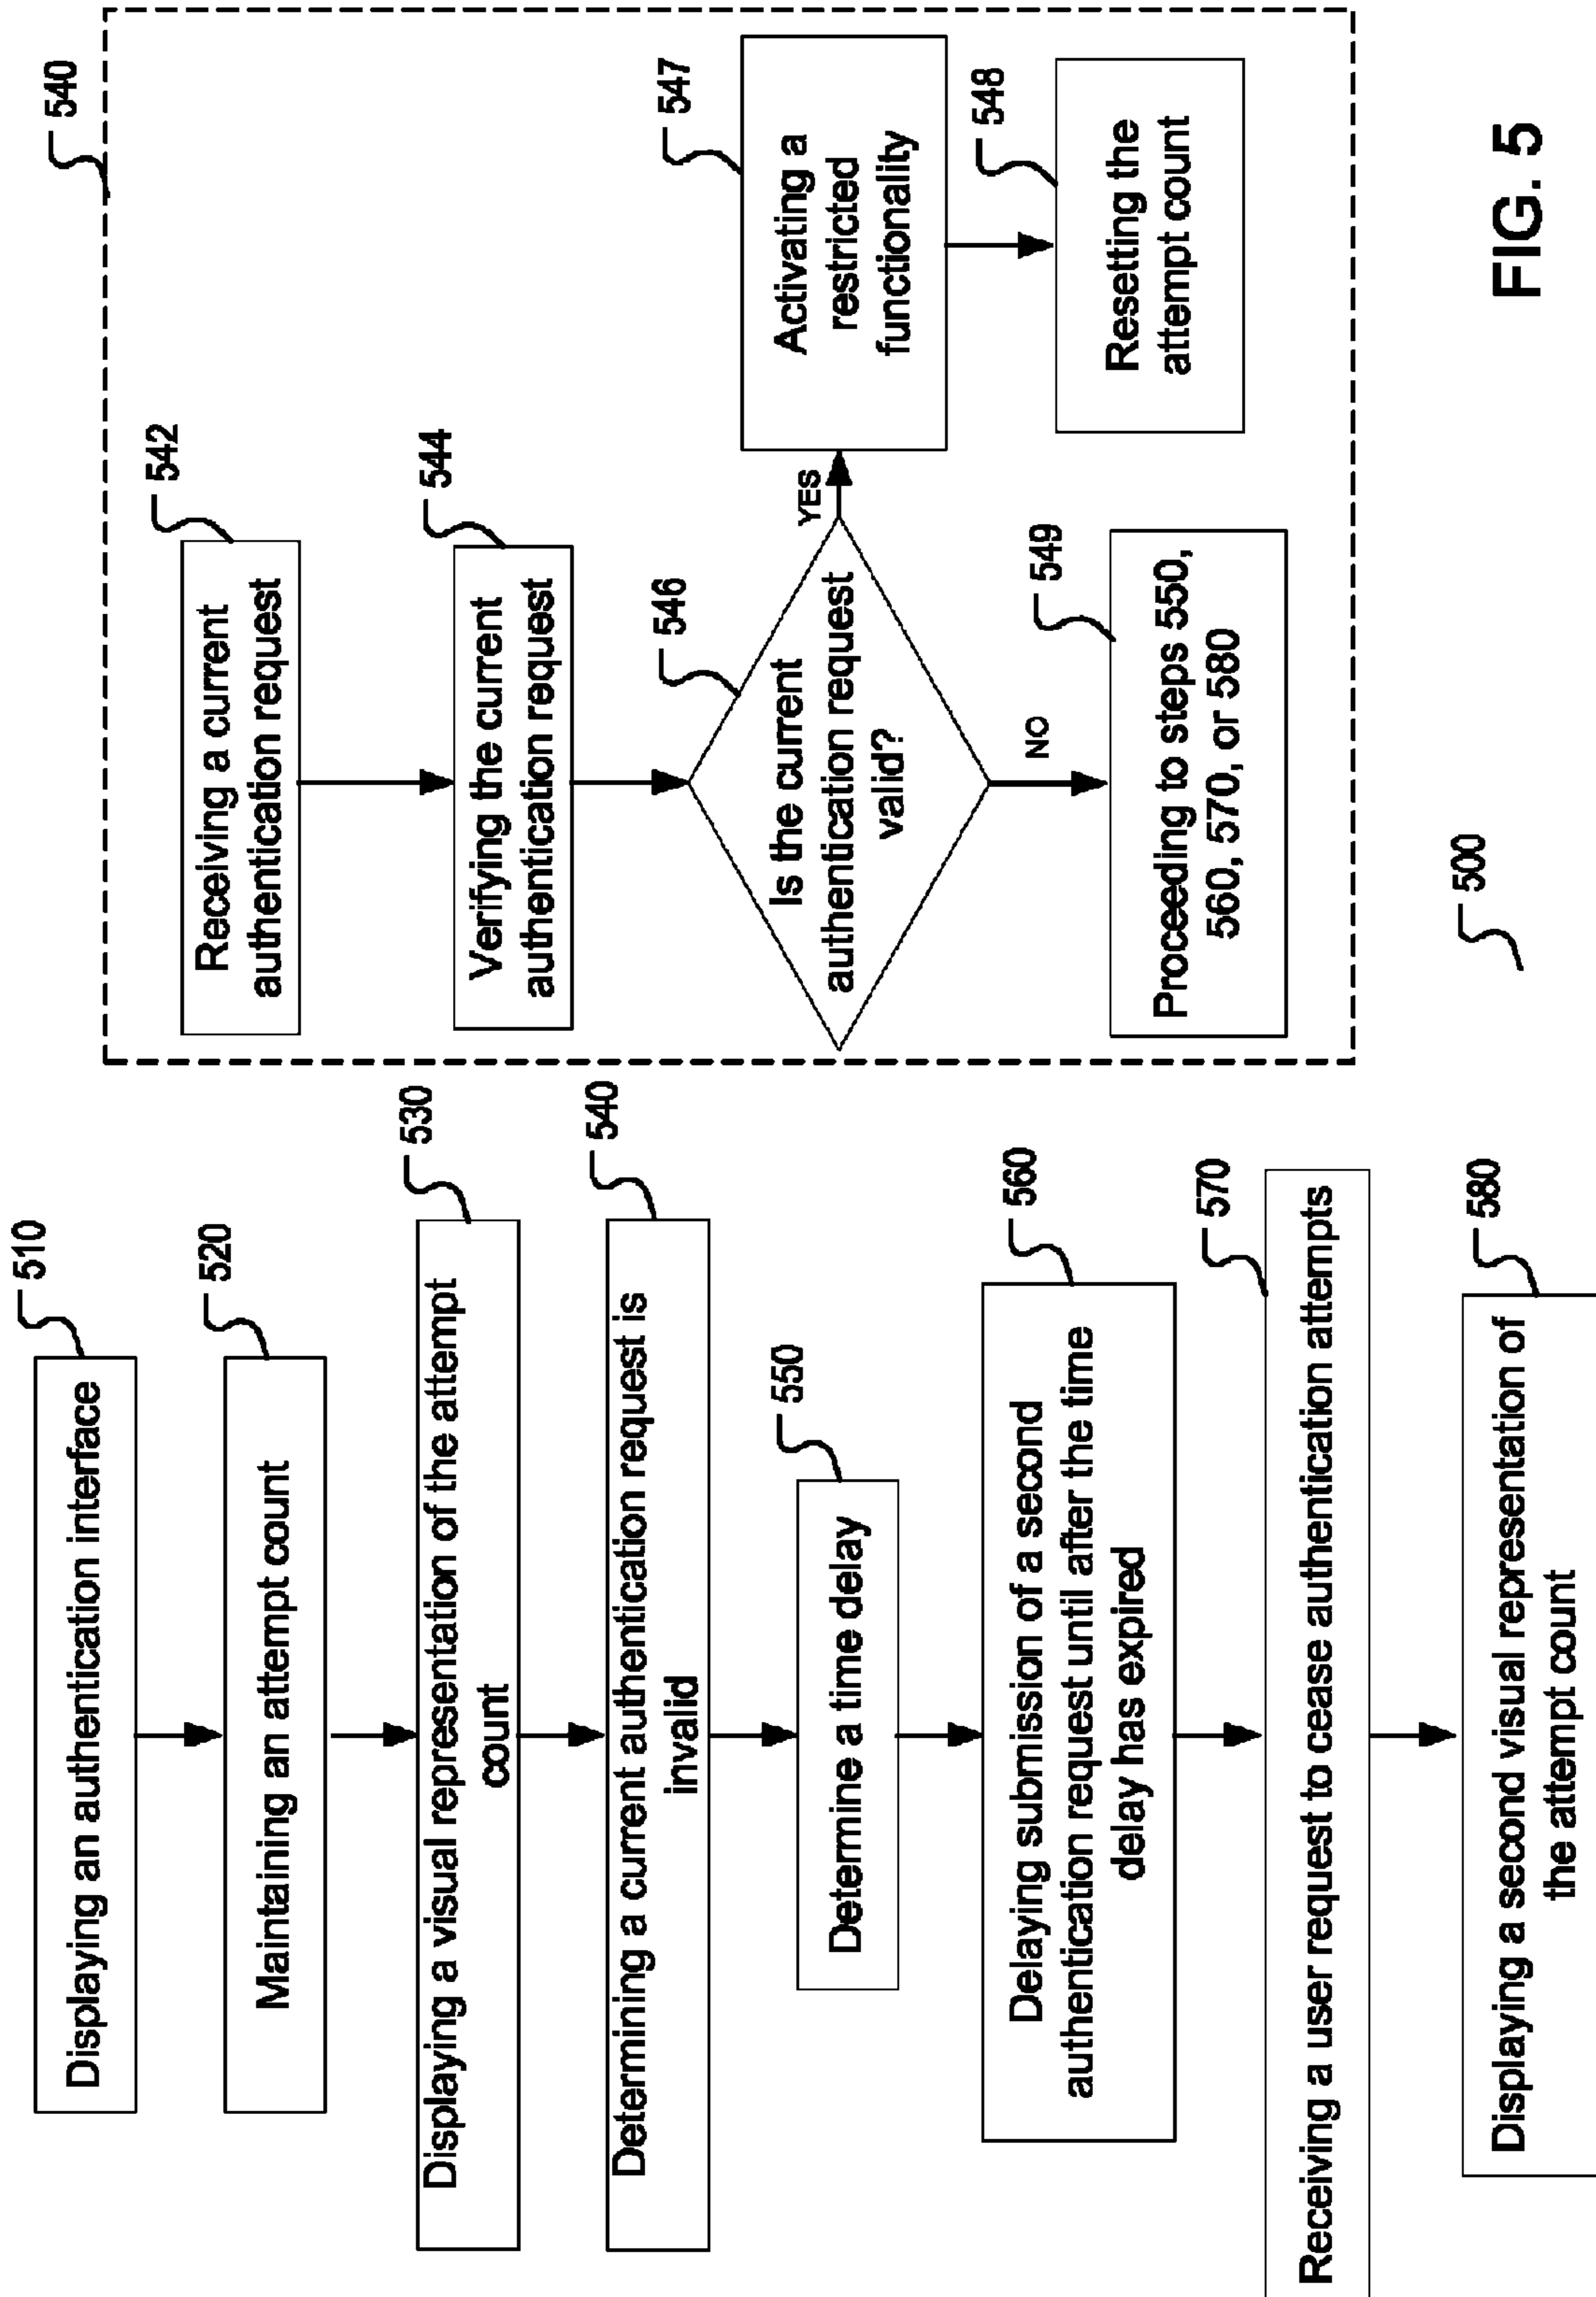 510
Displaying an authentication interface
520
Maintaining an attempt count
530
Displaying a visual representation of the attempt
count
540
Determining a current authentication request is
invalid
550
Determine a time delay
560
Delaying submission of a second
authentication request until after the time
delay has expired
570
Receiving a user request to cease authentication attempts
580
Displaying a second visual representation of
the attempt count
540
542
Receiving a current
authentication request
544
Verifying the current
authentication request
546
Is the current
authentication request
valid?
YES
547
Activating a
restricted
functionality
548
Resetting the
attempt count
NO
549
Proceeding to steps 550,
560, 570, or 580
500
FIG. 5